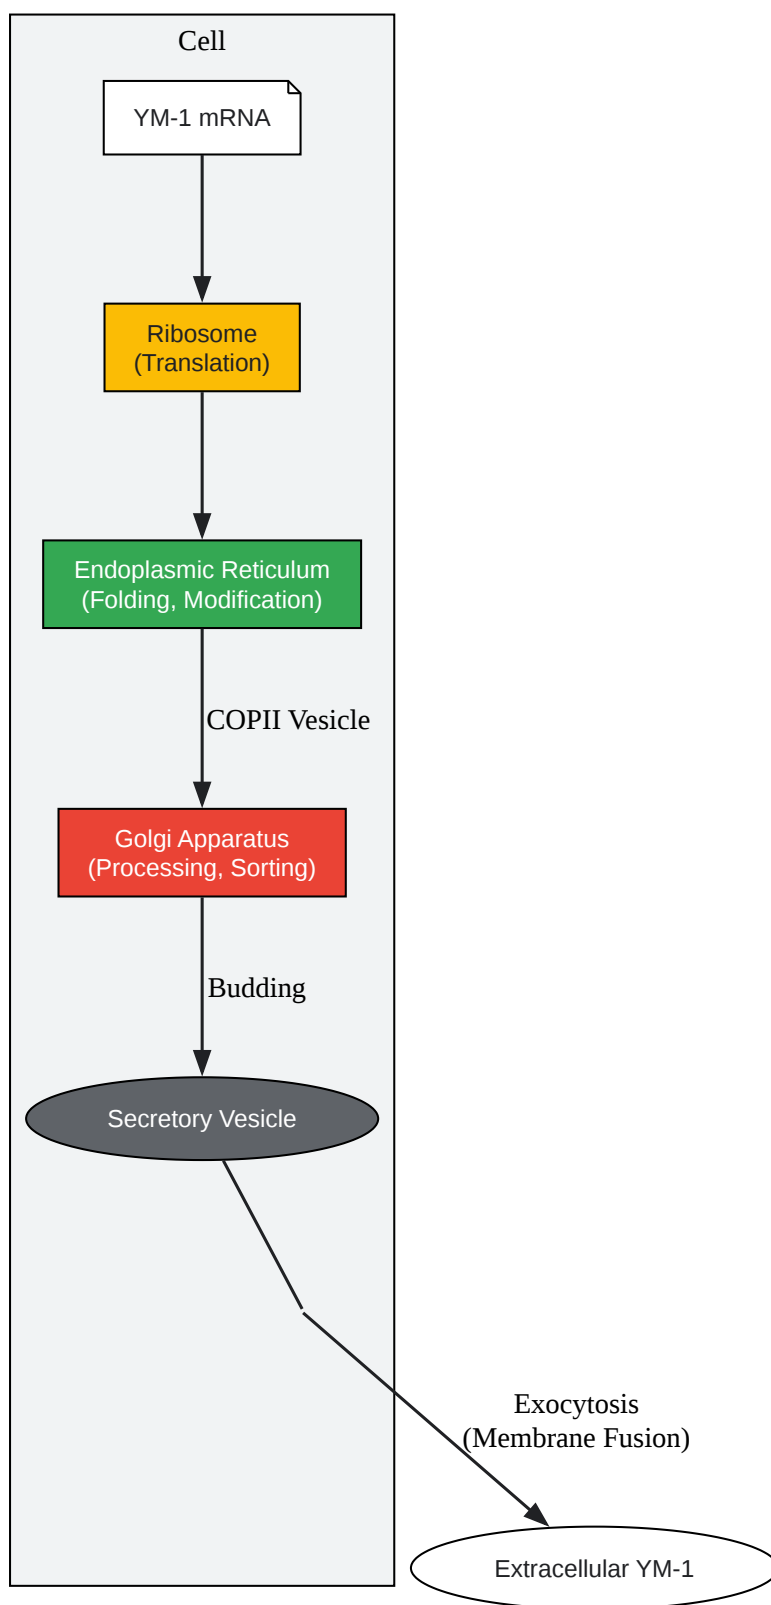 Cell
YM-1 mRNA
Ribosome
(Translation)
Endoplasmic Reticulum
(Folding, Modification)
COPII Vesicle
Golgi Apparatus
(Processing, Sorting)
Budding
Secretory Vesicle
Exocytosis
(Membrane Fusion)
Extracellular YM-1